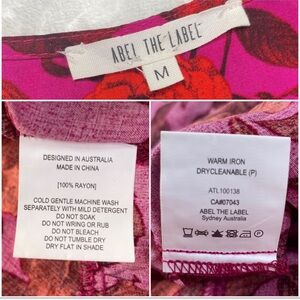 ABEL THE LABEL
M
DESIGNED IN AUSTRALIA
MADE IN CHINA
[100% RAYON]
COLD GENTLE MACHINE WASH
SEPARATELY WITH MILD DETERGENT
DO NOT SOAK
DO NOT WRING OR RUB
DO NOT BLEACH
DO NOT TUMBLE DRY
DRY FLAT IN SHADE
WARM IRON
DRYCLEANABLE (P)
ATL100138
CA#07043
ABEL THE LABEL
Sydney Australia